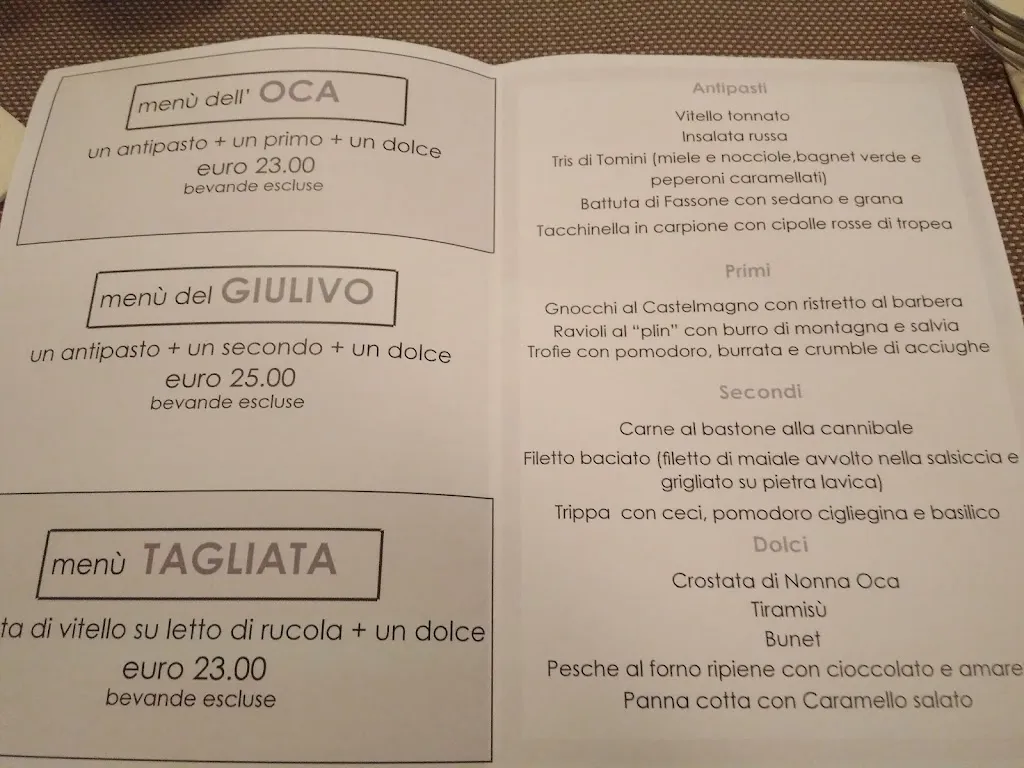 menù dell' OCA
un antipasto + un primo + un dolce
euro 23.00
bevande escluse
menù del GIULIVO
un antipasto + un secondo + un dolce
euro 25.00
bevande escluse
menù TAGLIATA
ta di vitello su letto di rucola + un dolce
euro 23.00
bevande escluse
Antipasti
Vitello tonnato
Insalata russa
Tris di Tomini (miele e nocciole,bagnet verde e
peperoni caramellati)
Battuta di Fassone con sedano e grana
Tacchinella in carpione con cipolle rosse di tropea
Primi
Gnocchi al Castelmagno con ristretto al barbera
Ravioli al "plin" con burro di montagna e salvia
Trofie con pomodoro, burrata e crumble di acciughe
Secondi
Carne al bastone alla cannibale
Filetto baciato (filetto di maiale avvolto nella salsiccia e
grigliato su pietra lavica)
Trippa con ceci, pomodoro cigliegina e basilico
Dolci
Crostata di Nonna Oca
Tiramisù
Bunet
Pesche al forno ripiene con cioccolato e amare
Panna cotta con Caramello salato